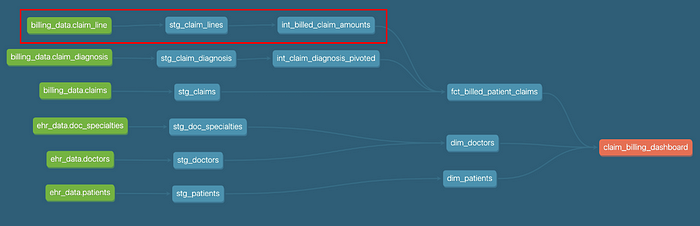 billing_data.claim_line
stg_claim_lines
int_billed_claim_amounts
billing_data.claim_diagnosis
stg_claim_diagnosis
int_claim_diagnosis_pivoted
billing_data.claims
stg_claims
fct_billed_patient_claims
ehr_data.doc_specialties
stg_doc_specialties
dim_doctors
claim_billing_dashboard
ehr_data.doctors
stg_doctors
dim_patients
ehr_data.patients
stg_patients